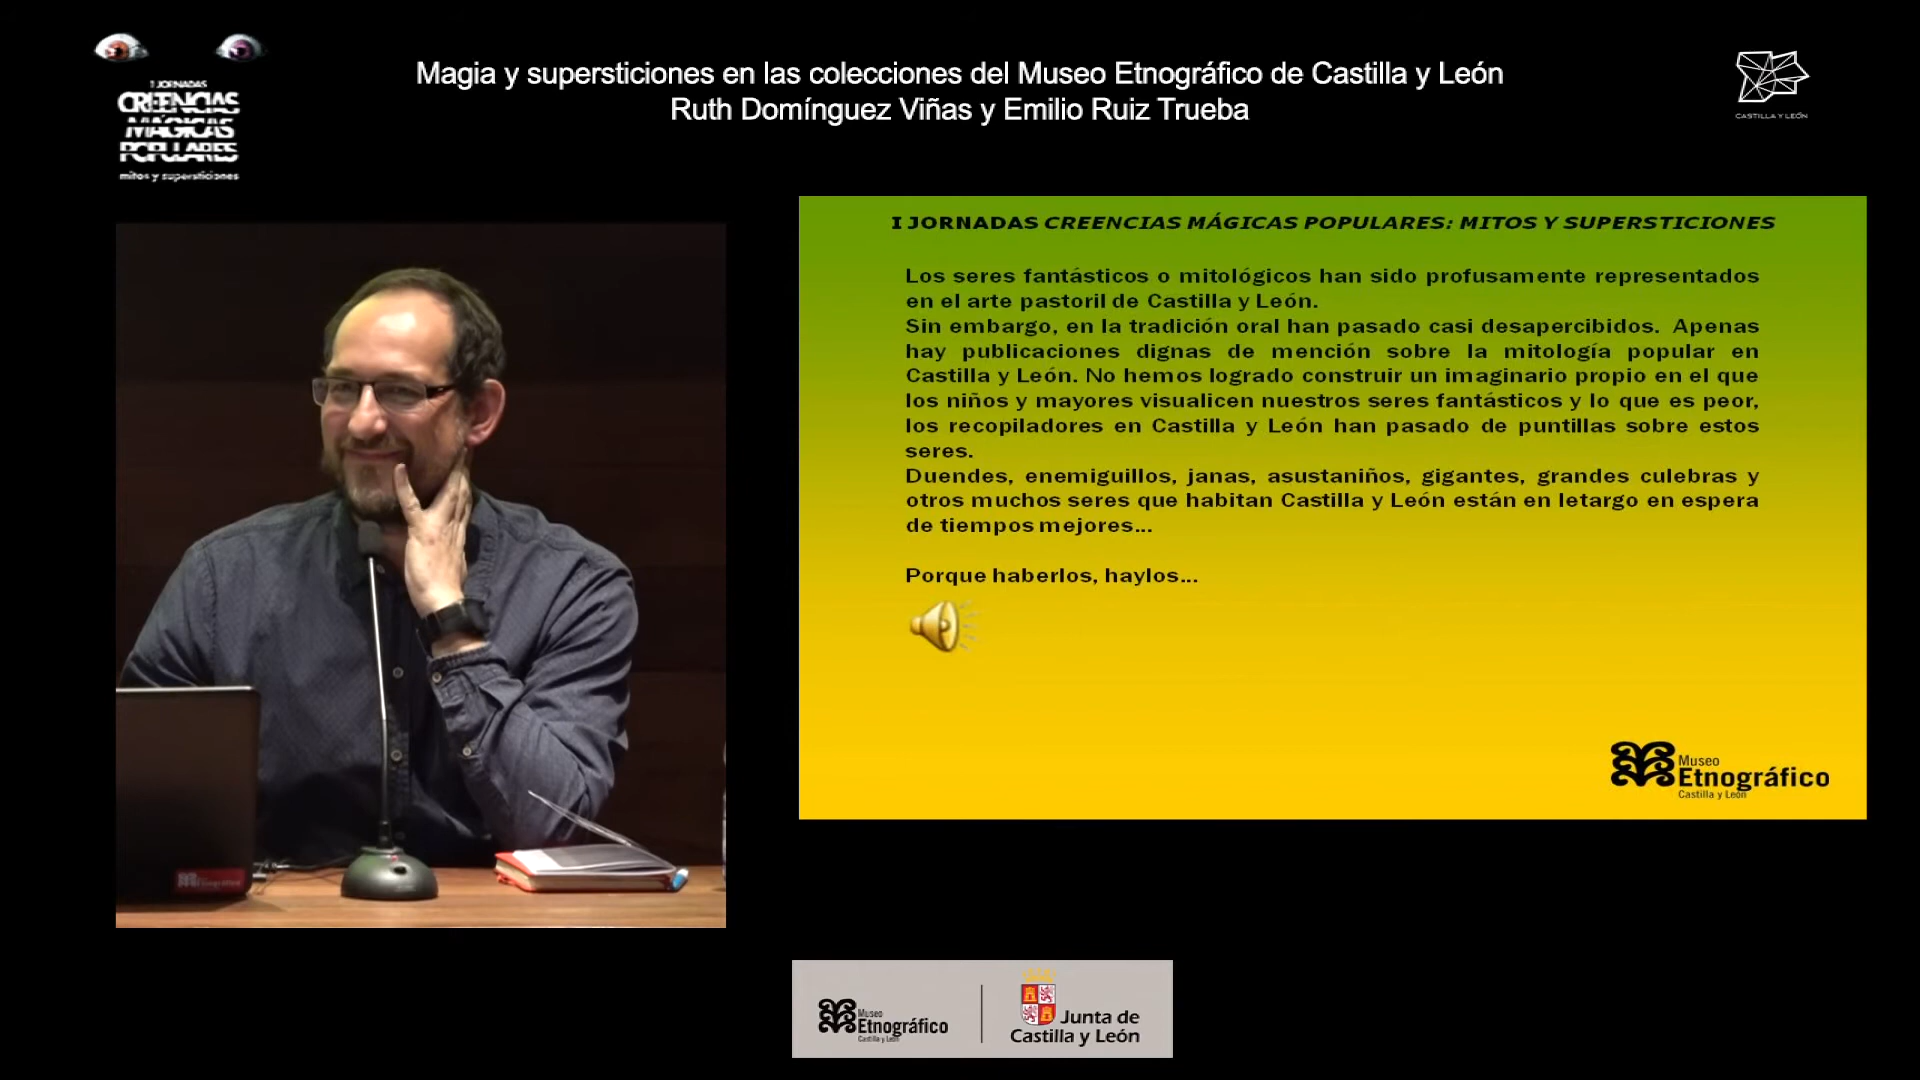 I JORNADAS
CREENCIAS
MÁGICAS
POPULARES
mitos y supersticiones
Magia y supersticiones en las colecciones del Museo Etnográfico de Castilla y León
Ruth Domínguez Viñas y Emilio Ruiz Trueba
CASTILLA Y LEÓN
I JORNADAS CREENCIAS MÁGICAS POPULARES: MITOS Y SUPERSTICIONES
Los seres fantásticos o mitológicos han sido profusamente representados
en el arte pastoril de Castilla y León.
Sin embargo, en la tradición oral han pasado casi desapercibidos. Apenas
hay publicaciones dignas de mención sobre la mitología popular en
Castilla y León. No hemos logrado construir un imaginario propio en el que
los niños y mayores visualicen nuestros seres fantásticos y lo que es peor,
los recopiladores en Castilla y León han pasado de puntillas sobre estos
seres.
Duendes, enemiguillos, janas, asustaniños, gigantes, grandes culebras y
otros muchos seres que habitan Castilla y León están en letargo en espera
de tiempos mejores...
Porque haberlos, haylos...
Museo
Etnográfico
Castilla y León
Museo
Etnográfico
Castilla y León
Junta de
Castilla y León